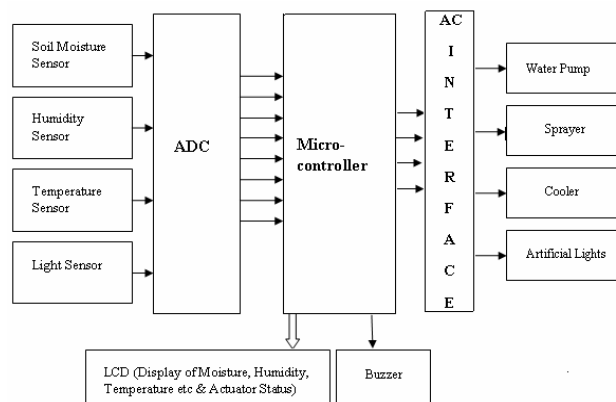 Soil Moisture
Sensor
Humidity
Sensor
Temperature
Sensor
Light Sensor
ADC
Micro-
controller
AC
I
N
T
E
R
F
A
C
E
Water Pump
Sprayer
Cooler
Artificial Lights
LCD (Display of Moisture, Humidity,
Temperature etc & Actuator Status)
Buzzer